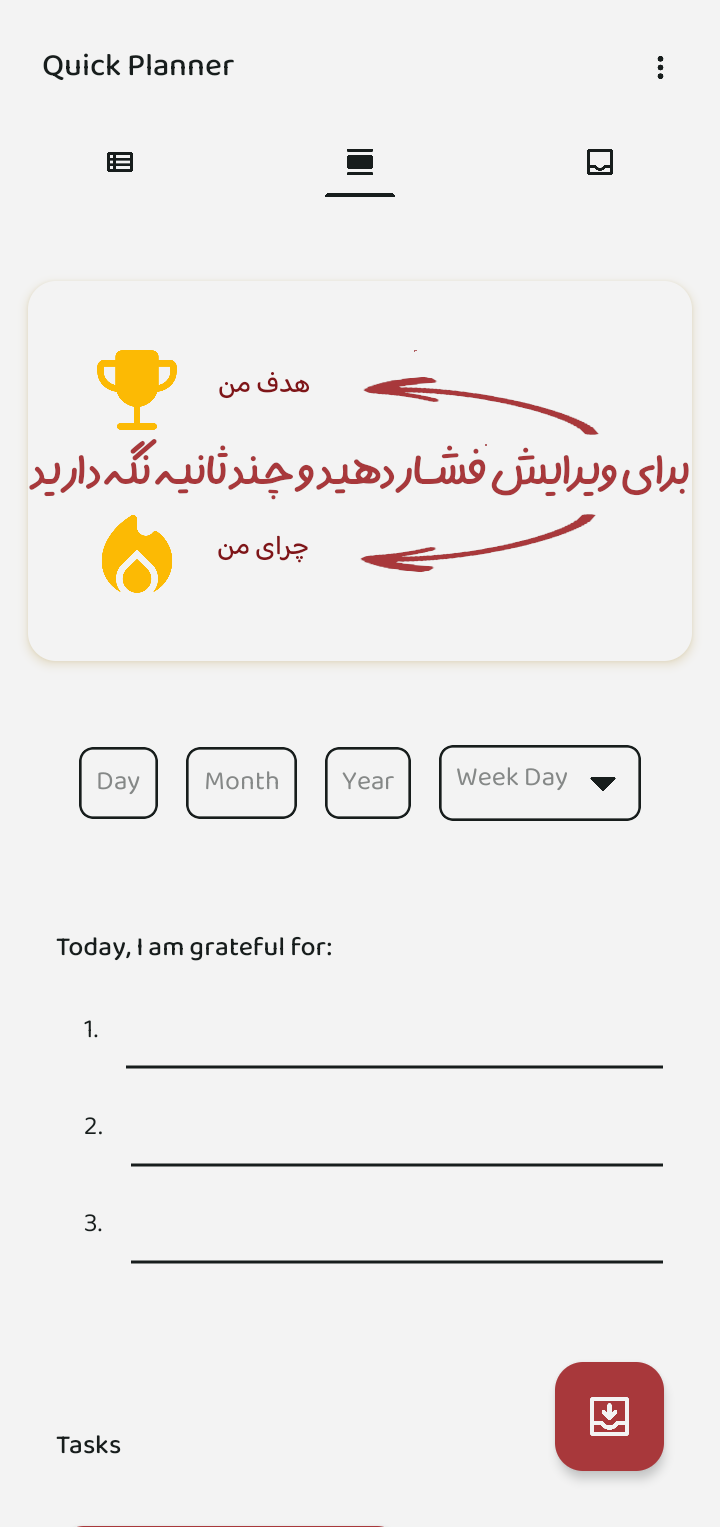 Quick Planner
هدف من
برای ویرایش فشار دهید و چند ثانیه نگه دارید
چرای من
Day Month Year Week Day
Today, I am grateful for:
1.
2.
3.
Tasks